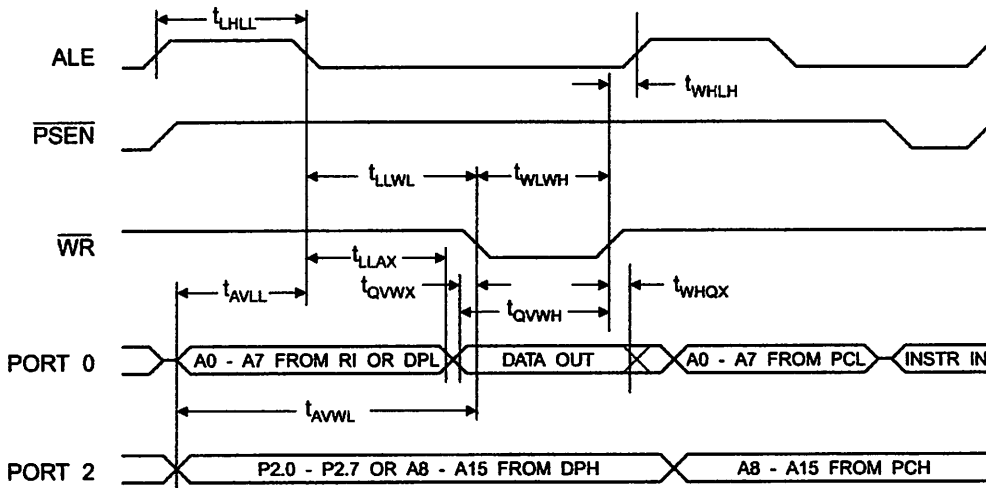 tLHLL
ALE
tWHLH
PSEN
tLLWL
tWLWH
WR
tLLAX
tQVWX
tWHQX
tAVLL
tQVWH
PORT 0
A0 - A7 FROM RI OR DPL
DATA OUT
A0 - A7 FROM PCL
INSTR IN
tAVWL
PORT 2
P2.0 - P2.7 OR A8 - A15 FROM DPH
A8 - A15 FROM PCH